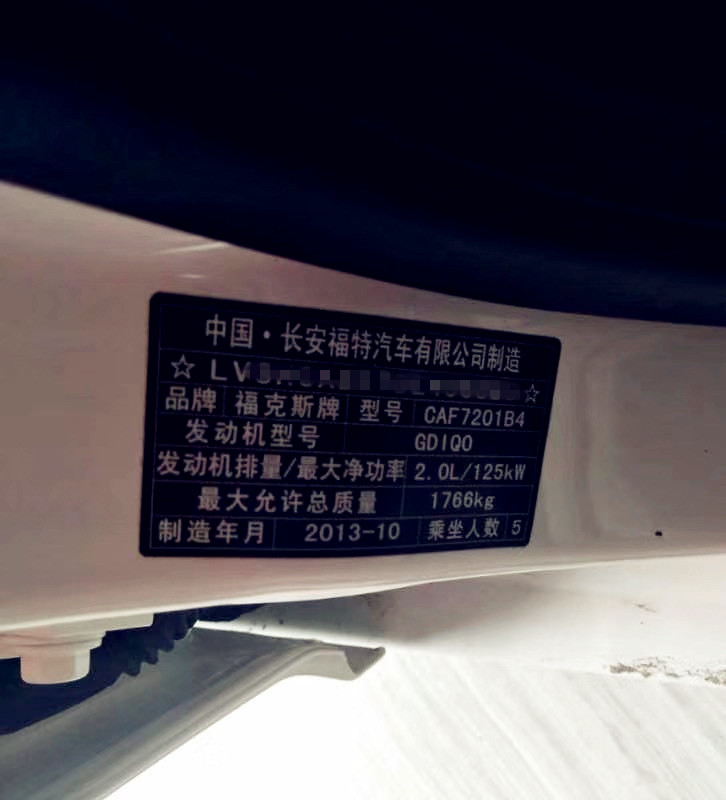 中国·长安福特汽车有限公司制造
☆ LV ☆
品牌 福克斯牌 型号 CAF7201B4
发动机型号 GDIQ0
发动机排量/最大净功率 2.0L/125kW
最大允许总质量 1766kg
制造年月 2013-10 乘坐人数 5